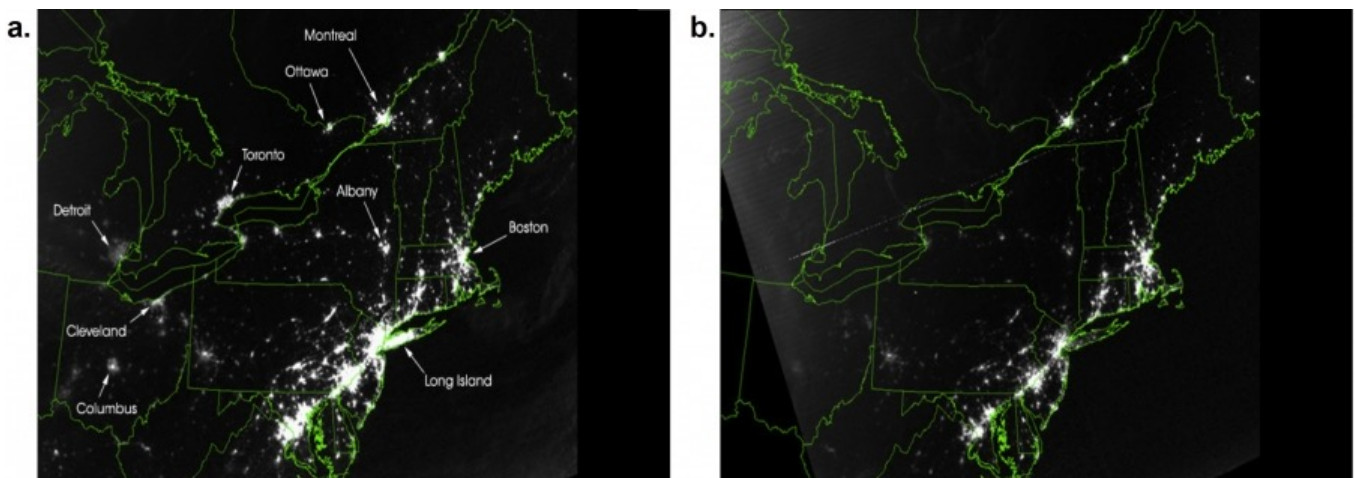 a.
b.
Montreal
Ottawa
Toronto
Albany
Detroit
Boston
Cleveland
Long Island
Columbus